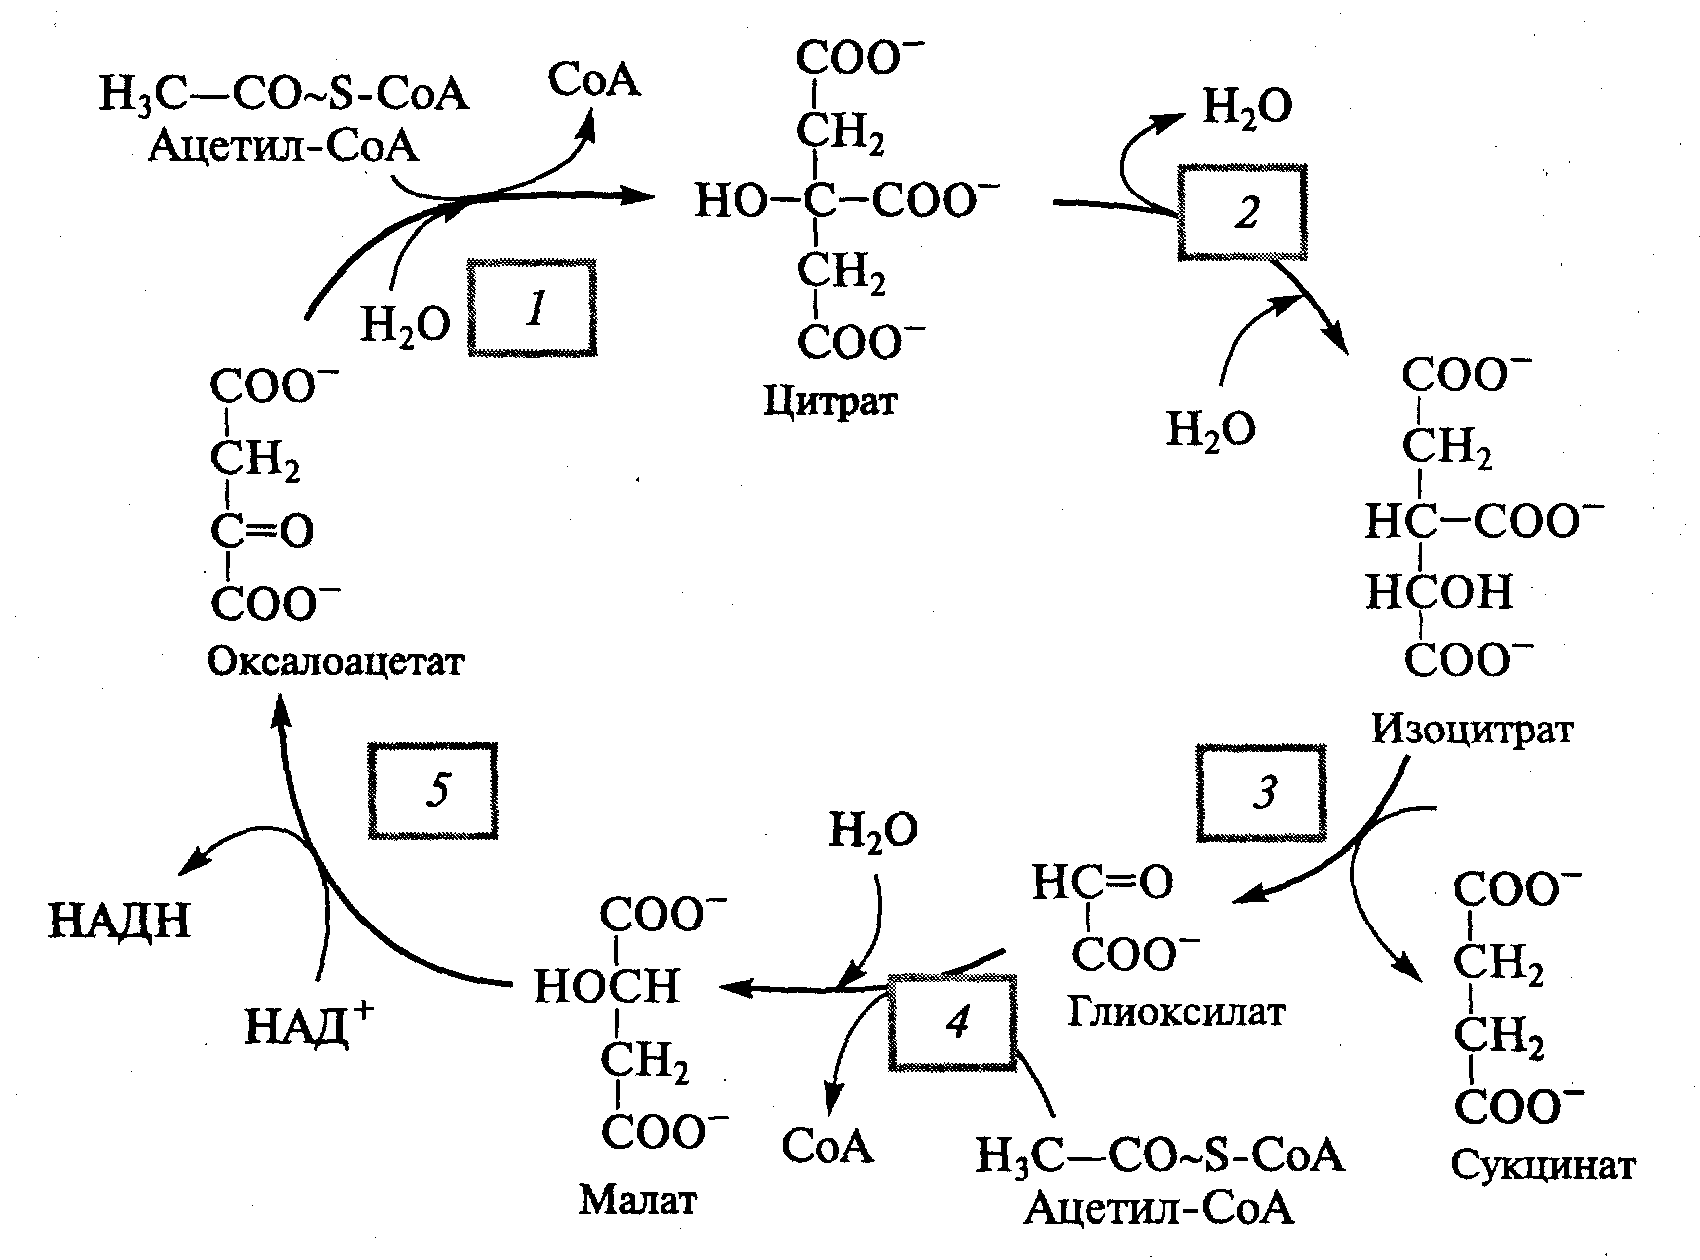 H₃C—CO~S-CoA
Ацетил-CoA
CoA
H₂O
1
COO⁻
CH₂
HO–C–COO⁻
CH₂
COO⁻
Цитрат
H₂O
2
H₂O
COO⁻
CH₂
HC–COO⁻
HCOH
COO⁻
Изоцитрат
3
COO⁻
CH₂
CH₂
COO⁻
Сукцинат
HC=O
COO⁻
Глиоксилат
H₂O
4
CoA
H₃C—CO~S-CoA
Ацетил-CoA
COO⁻
HOCH
CH₂
COO⁻
Малат
5
НАДН
НАД⁺
COO⁻
CH₂
C=O
COO⁻
Оксалоацетат